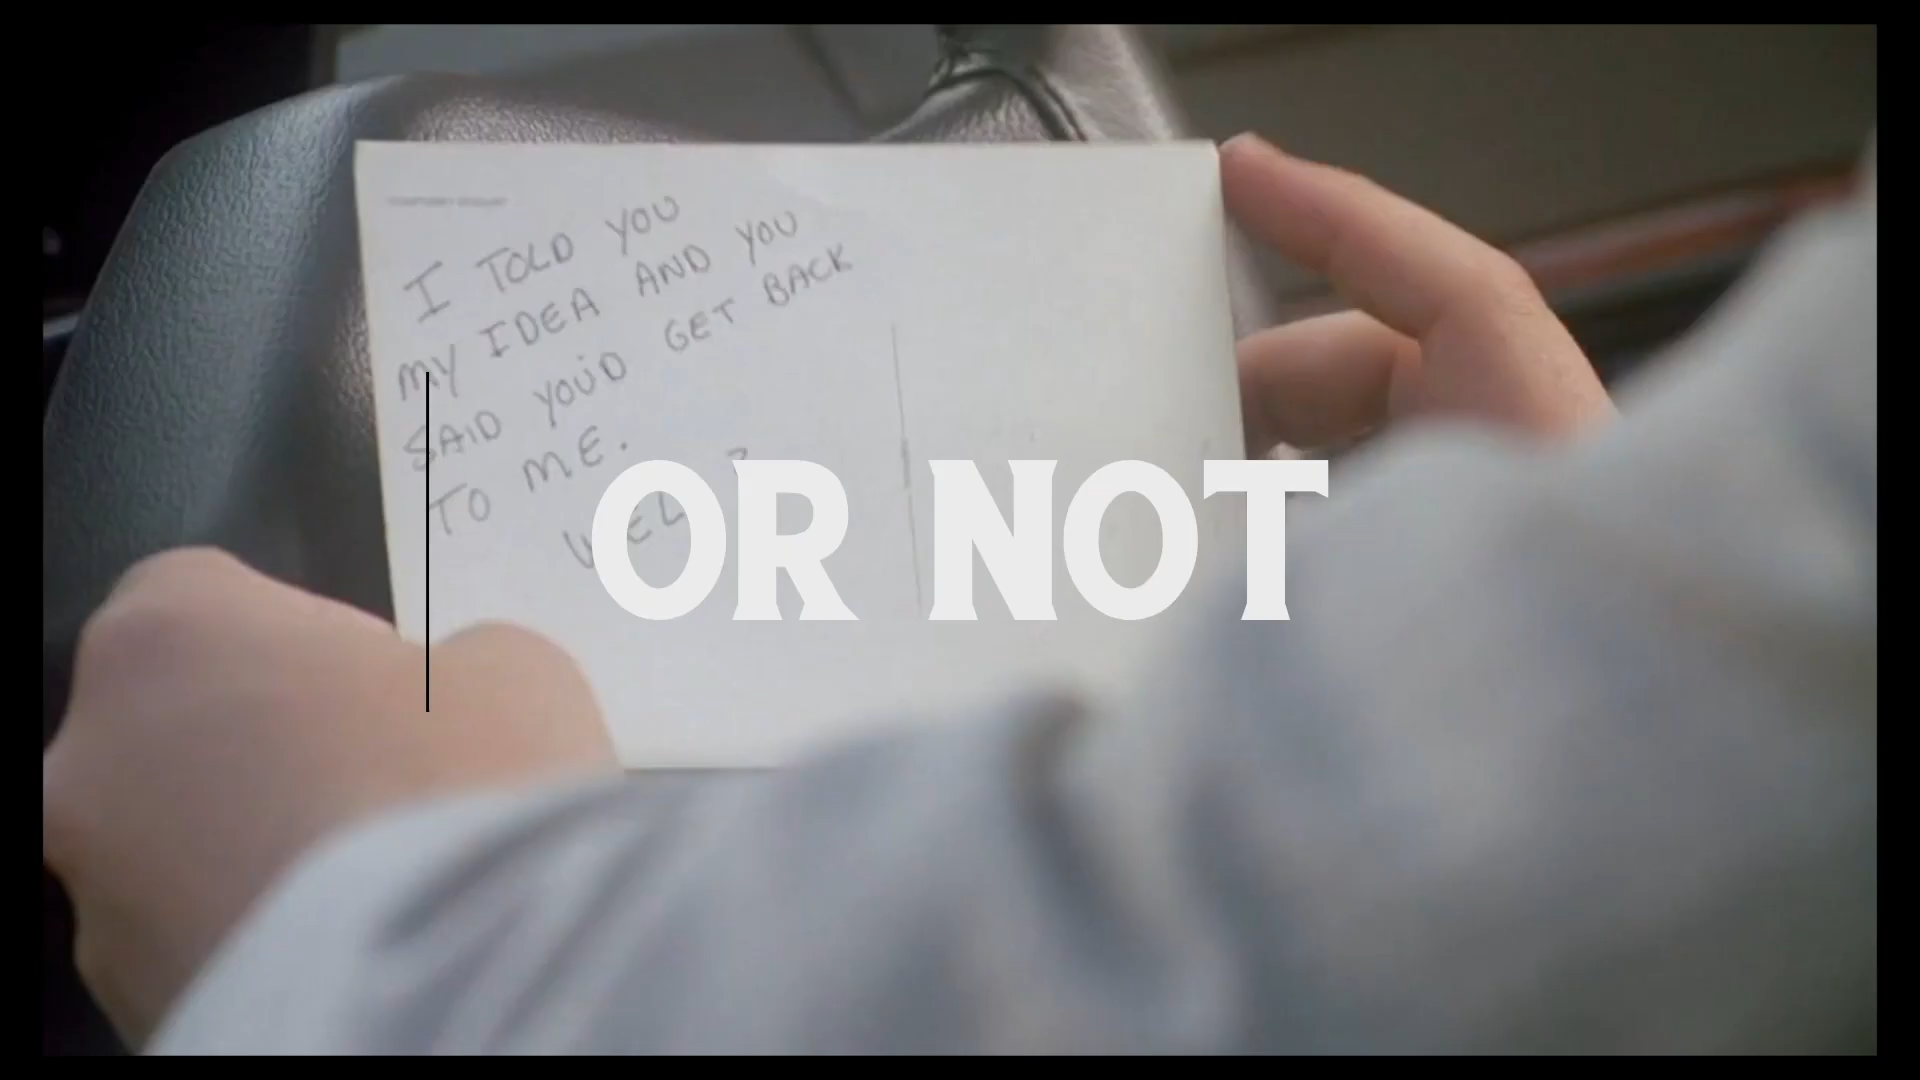 I TOLD YOU
MY IDEA AND YOU
SAID YOU'D GET BACK
TO ME.
OR NOT